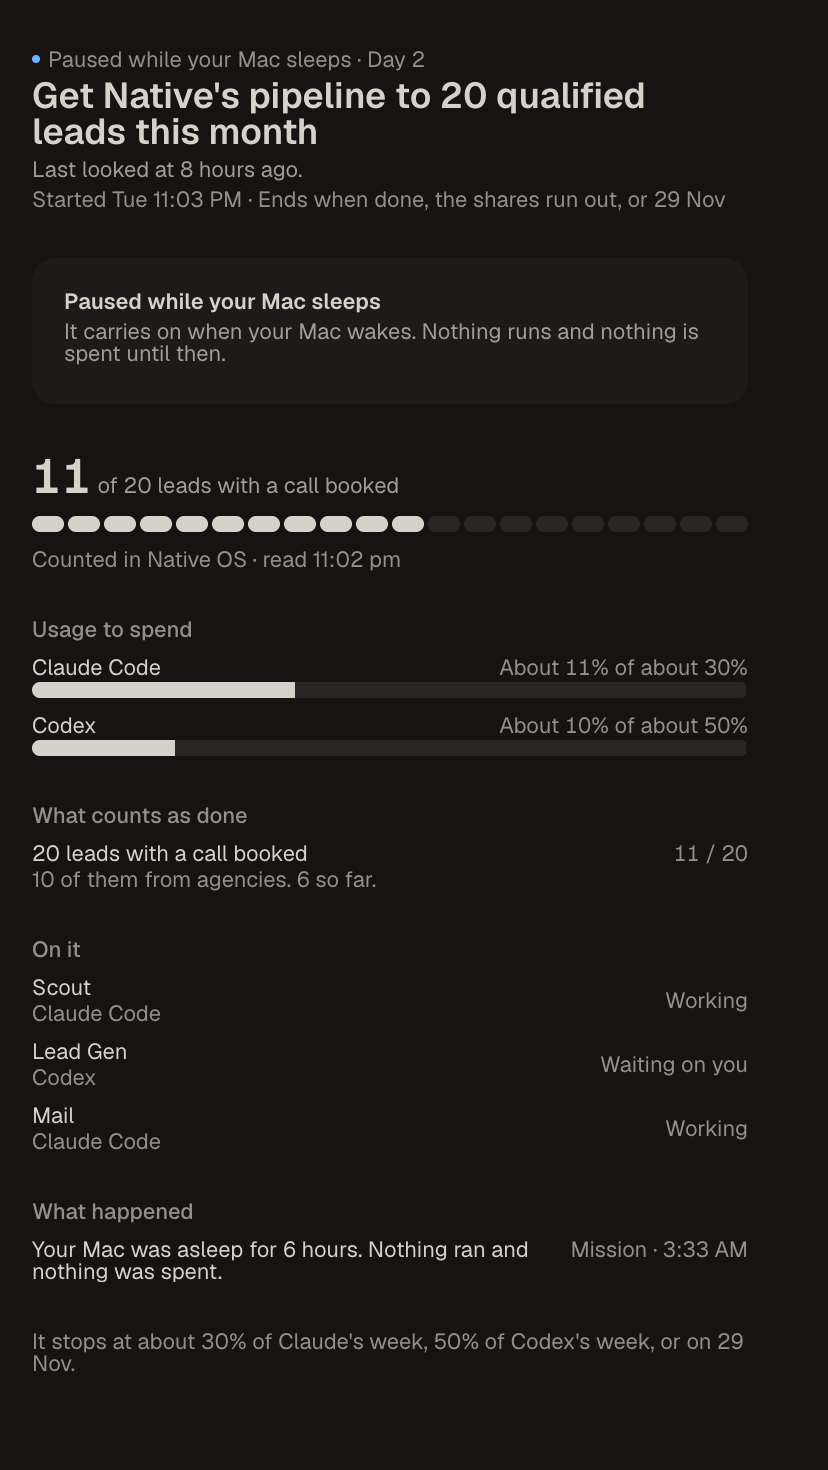 Paused while your Mac sleeps · Day 2
Get Native's pipeline to 20 qualified
leads this month
Last looked at 8 hours ago.
Started Tue 11:03 PM · Ends when done, the shares run out, or 29 Nov
Paused while your Mac sleeps
It carries on when your Mac wakes. Nothing runs and nothing is
spent until then.
11 of 20 leads with a call booked
Counted in Native OS · read 11:02 pm
Usage to spend
Claude Code About 11% of about 30%
Codex About 10% of about 50%
What counts as done
20 leads with a call booked 11 / 20
10 of them from agencies. 6 so far.
On it
Scout
Claude Code
Working
Lead Gen
Codex
Waiting on you
Mail
Claude Code
Working
What happened
Your Mac was asleep for 6 hours. Nothing ran and Mission · 3:33 AM
nothing was spent.
It stops at about 30% of Claude's week, 50% of Codex's week, or on 29
Nov.